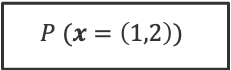 P (x = (1,2))